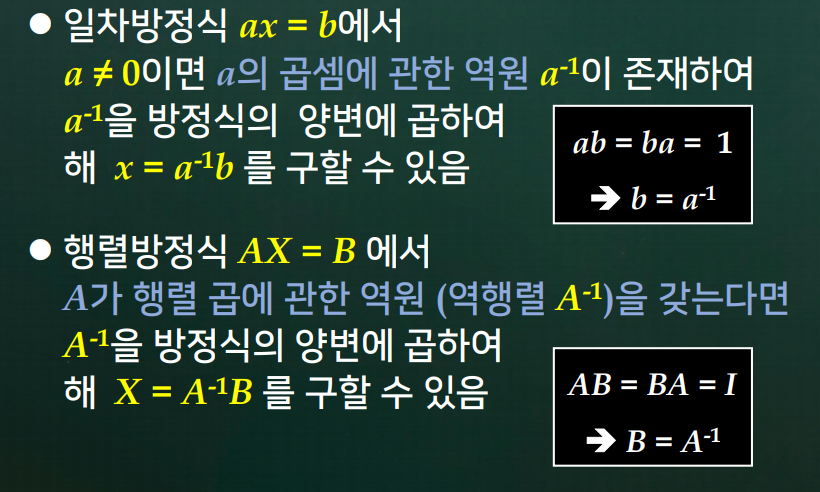 ● 일차방정식 ax = b에서
a ≠ 0이면 a의 곱셈에 관한 역원 a⁻¹이 존재하여
a⁻¹을 방정식의 양변에 곱하여
해 x = a⁻¹b 를 구할 수 있음
ab = ba = 1
➔ b = a⁻¹
● 행렬방정식 AX = B 에서
A가 행렬 곱에 관한 역원 (역행렬 A⁻¹)을 갖는다면
A⁻¹을 방정식의 양변에 곱하여
해 X = A⁻¹B 를 구할 수 있음
AB = BA = I
➔ B = A⁻¹